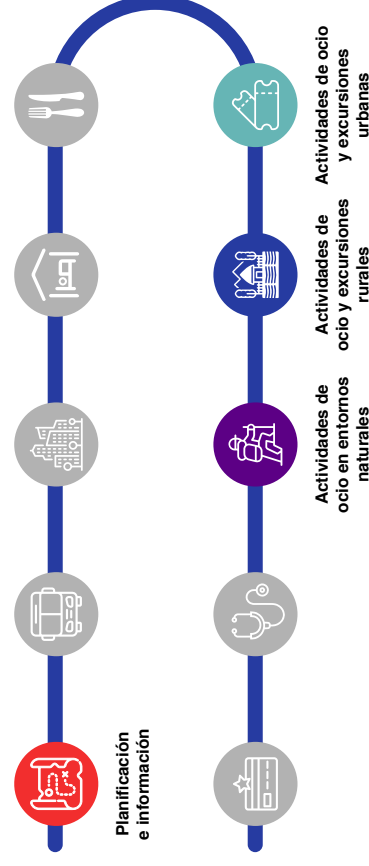 Planificación
e información
Actividades de ocio
y excursiones
urbanas
Actividades de
ocio y excursiones
rurales
Actividades de
ocio en entornos
naturales